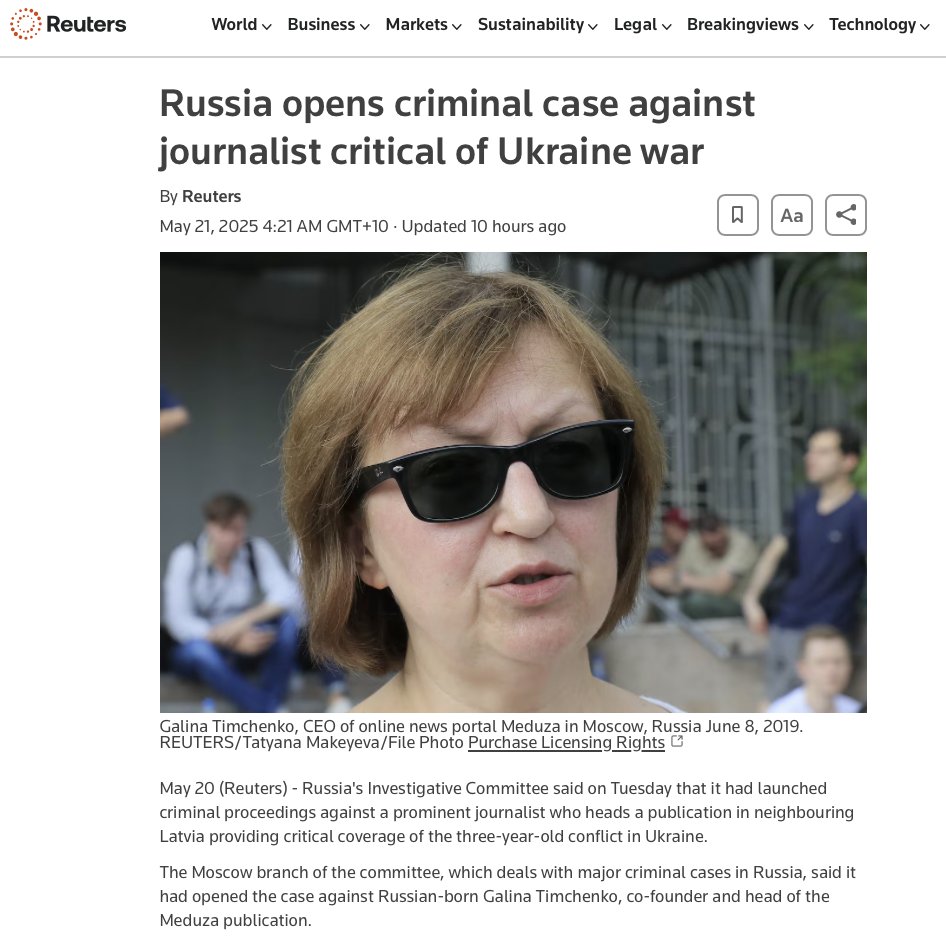 Reuters
World
Business
Markets
Sustainability
Legal
Breakingviews
Technology
Russia opens criminal case against
journalist critical of Ukraine war
By Reuters
May 21, 2025 4:21 AM GMT+10 · Updated 10 hours ago
Aa
Galina Timchenko, CEO of online news portal Meduza in Moscow, Russia June 8, 2019.
REUTERS/Tatyana Makeyeva/File Photo Purchase Licensing Rights
May 20 (Reuters) - Russia's Investigative Committee said on Tuesday that it had launched
criminal proceedings against a prominent journalist who heads a publication in neighbouring
Latvia providing critical coverage of the three-year-old conflict in Ukraine.
The Moscow branch of the committee, which deals with major criminal cases in Russia, said it
had opened the case against Russian-born Galina Timchenko, co-founder and head of the
Meduza publication.